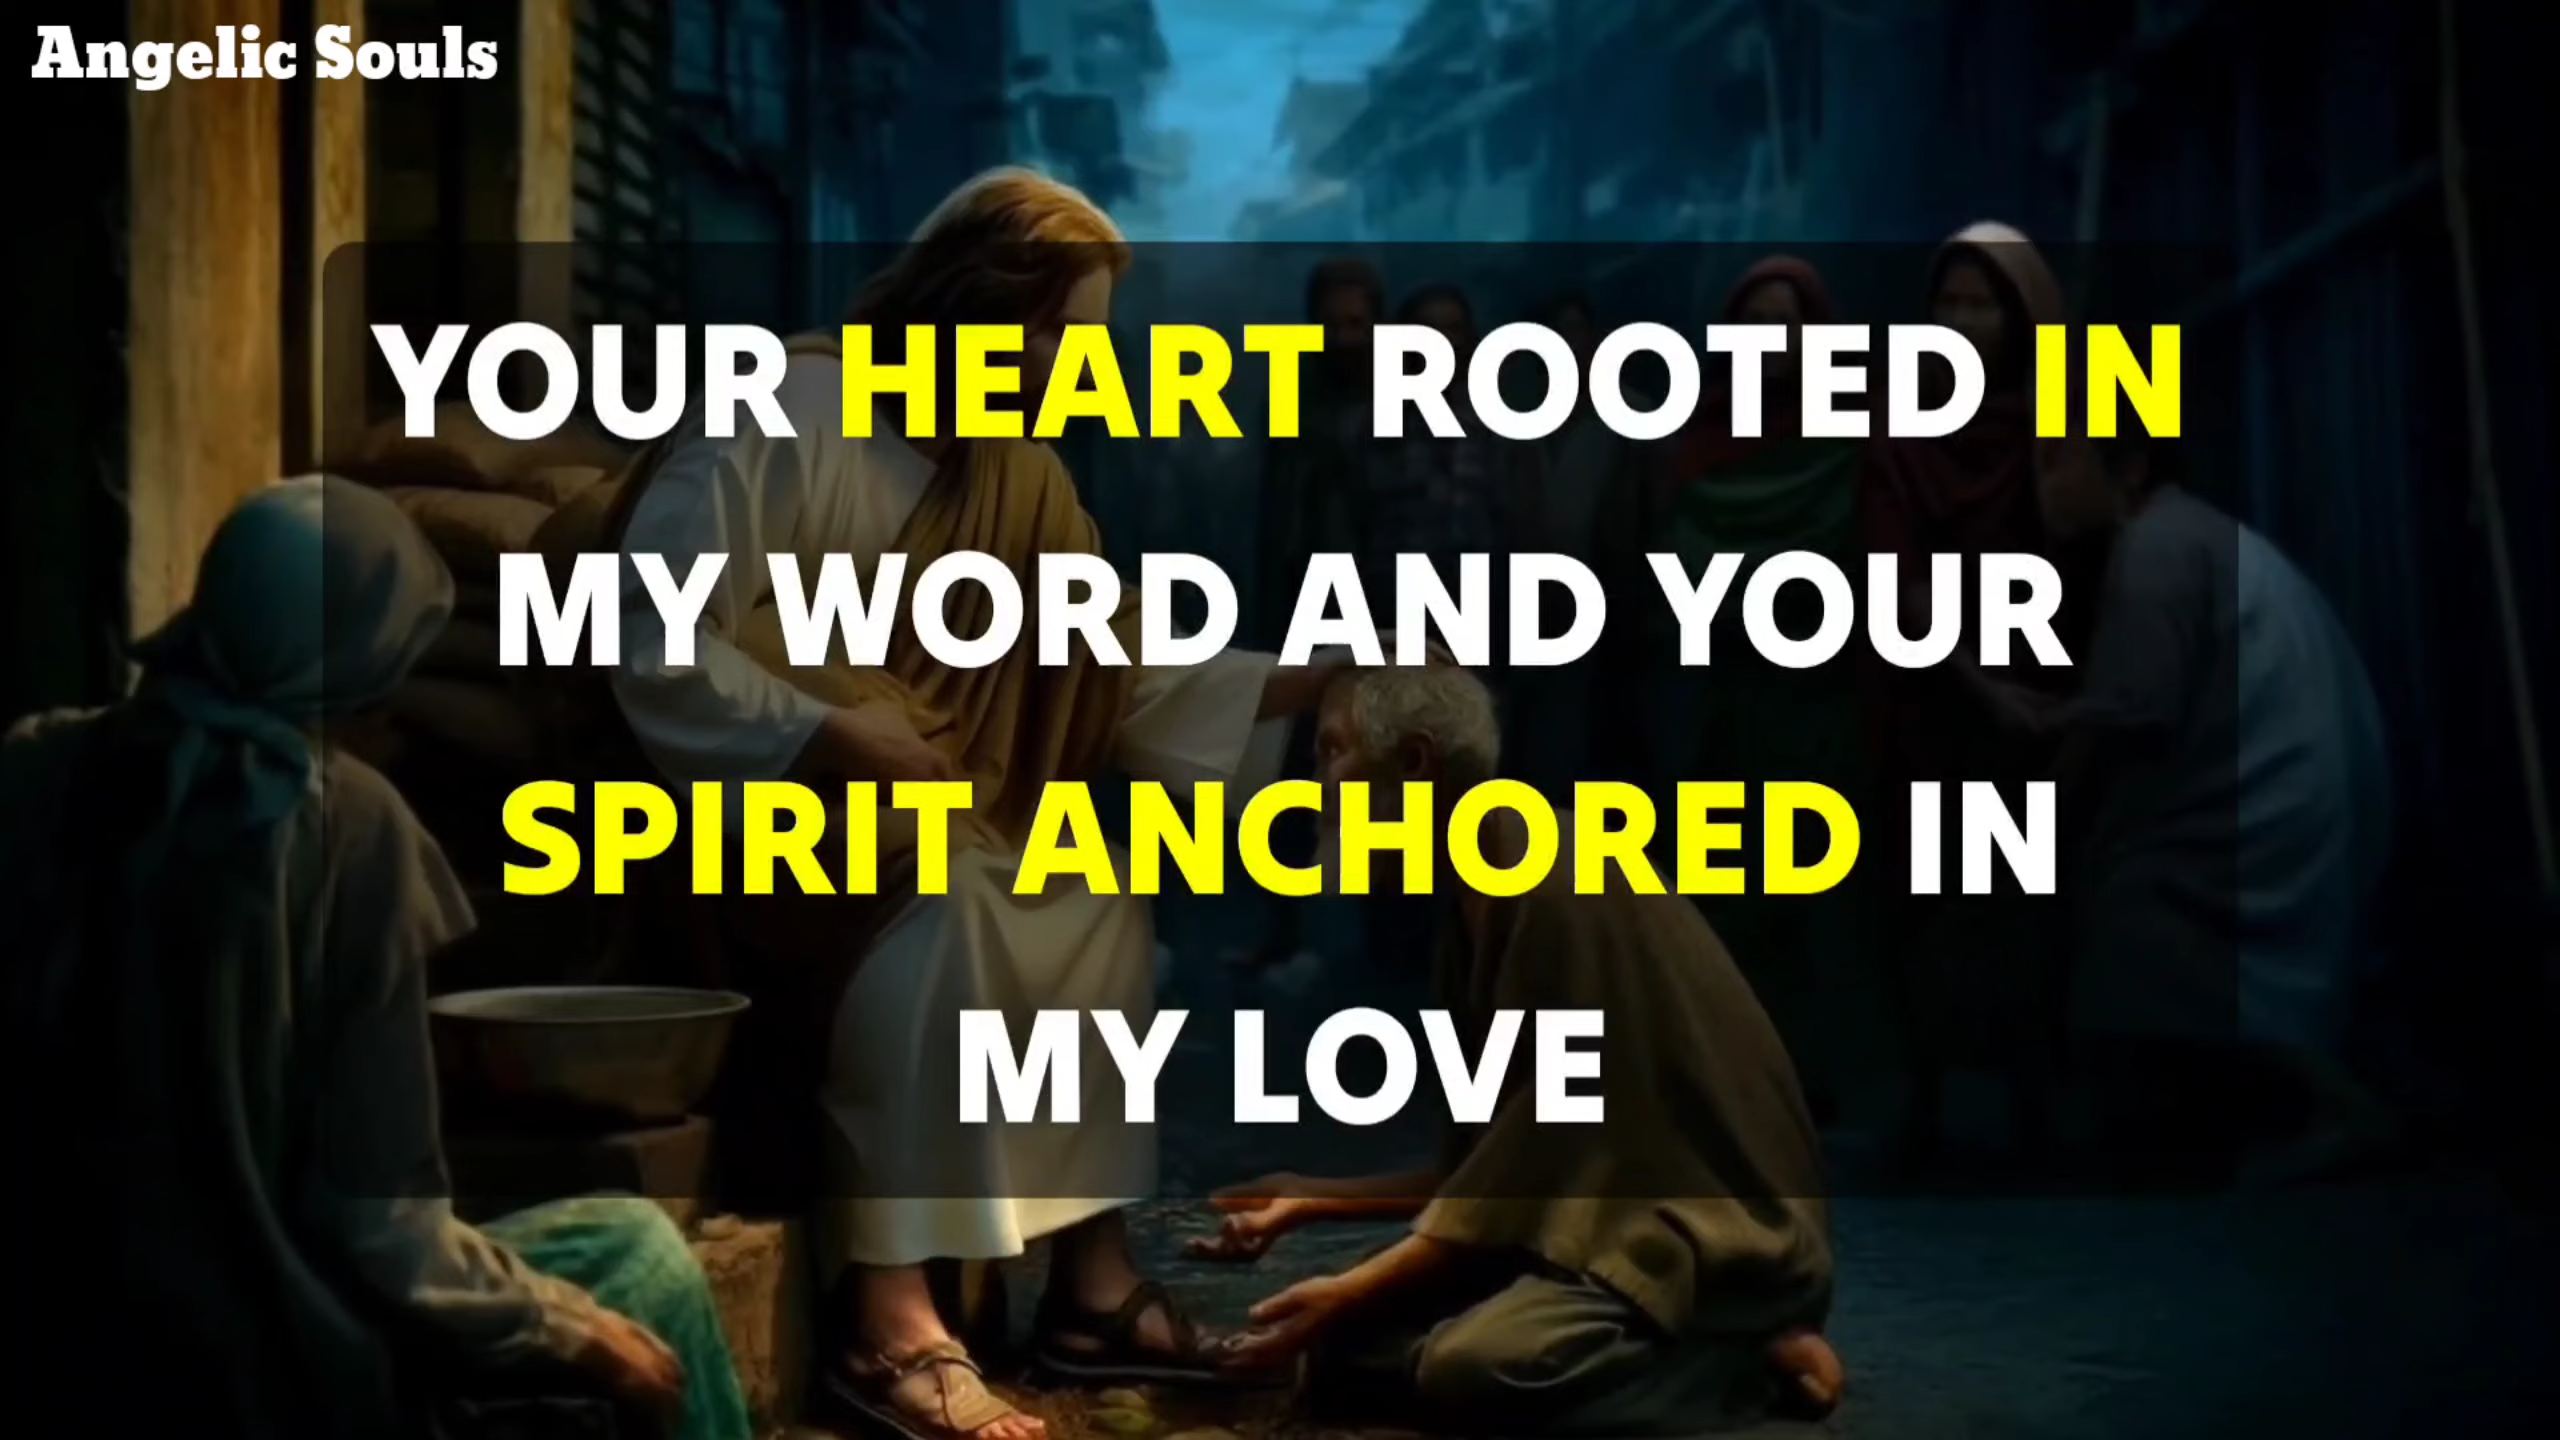 Angelic Souls
YOUR HEART ROOTED IN
MY WORD AND YOUR
SPIRIT ANCHORED IN
MY LOVE